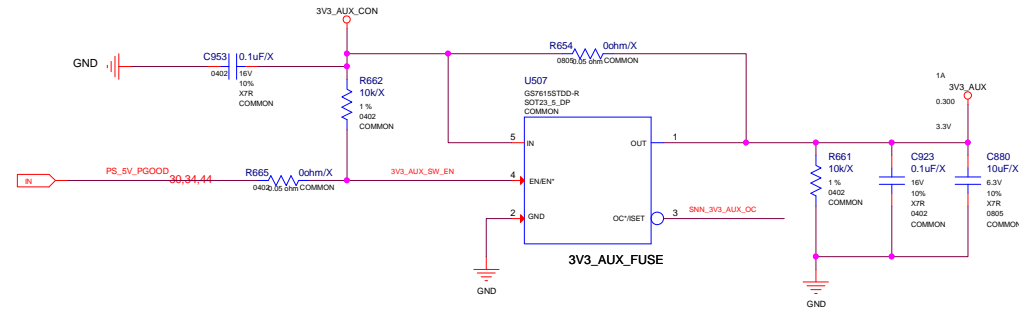 3V3_AUX_CON
GND
C953
0.1uF/X
0402
16V
10%
X7R
COMMON
R662
10k/X
1 %
0402
COMMON
R654
0ohm/X
0805
0.05 ohm
COMMON
U507
GS7615STDD-R
SOT23_5_DP
COMMON
5
IN
OUT
1
4
EN/EN*
2
GND
OC*/ISET
3
SNN_3V3_AUX_OC
3V3_AUX_FUSE
GND
IN
PS_5V_PGOOD
30,34,44
R665
0ohm/X
0402
0.05 ohm
COMMON
3V3_AUX_SW_EN
1A
3V3_AUX
0.300
3.3V
R661
10k/X
1 %
0402
COMMON
C923
0.1uF/X
16V
10%
X7R
0402
COMMON
C880
10uF/X
6.3V
10%
X7R
0805
COMMON
GND